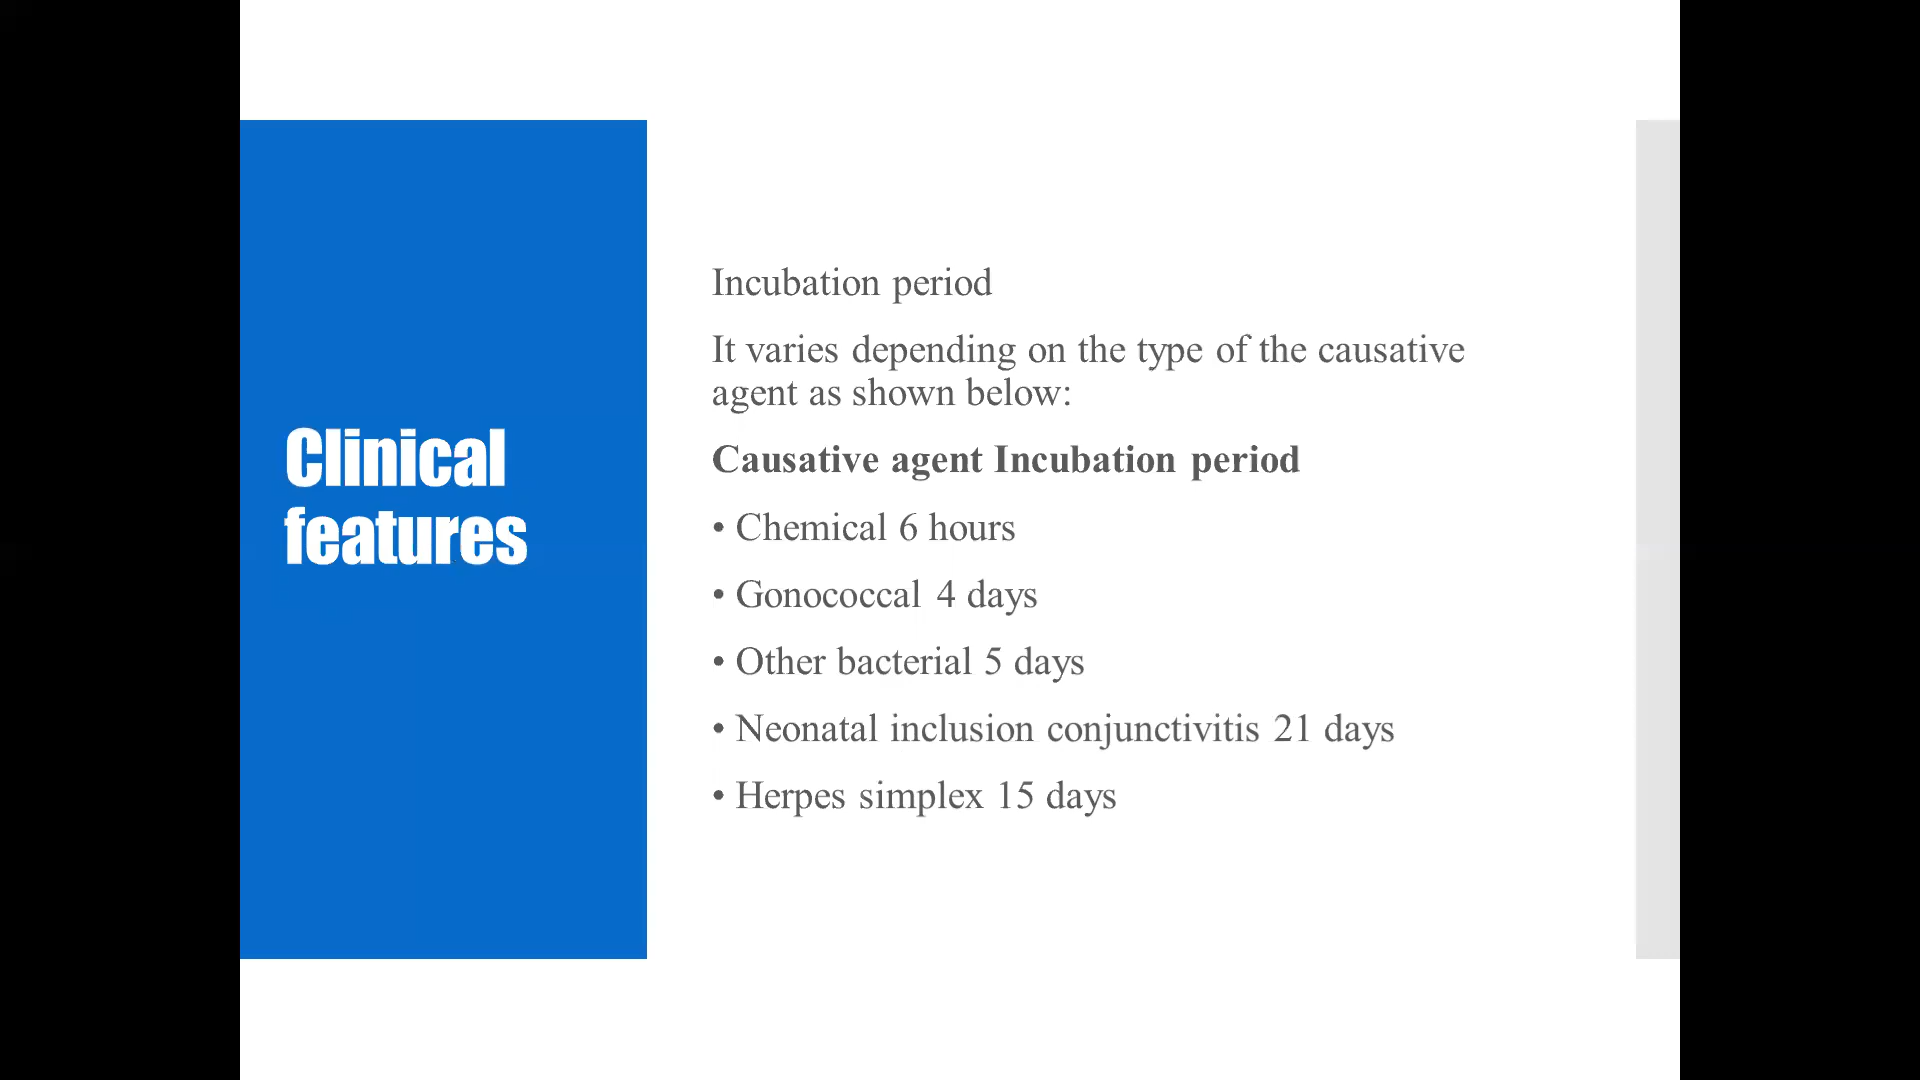 Clinical
features
Incubation period
It varies depending on the type of the causative
agent as shown below:
Causative agent Incubation period
• Chemical 6 hours
• Gonococcal 4 days
• Other bacterial 5 days
• Neonatal inclusion conjunctivitis 21 days
• Herpes simplex 15 days